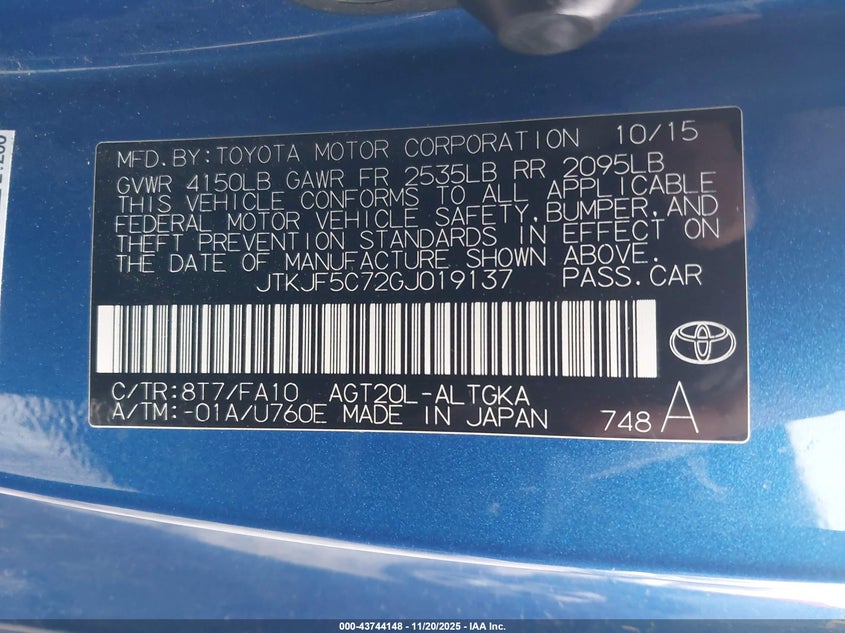 MFD. BY: TOYOTA MOTOR CORPORATION 10/15
GVWR 4150LB GAWR FR 2535LB RR 2095LB
THIS VEHICLE CONFORMS TO ALL APPLICABLE
FEDERAL MOTOR VEHICLE SAFETY, BUMPER, AND
THEFT PREVENTION STANDARDS IN EFFECT ON
THE DATE OF MANUFACTURE SHOWN ABOVE.
JTKJF5C72GJ019137 PASS. CAR
C/TR: 8T7/FA10 AGT20L-ALTGKA
A/TM: -01A/U760E MADE IN JAPAN 748 A
000-43744148 - 11/20/2025 - IAA Inc.